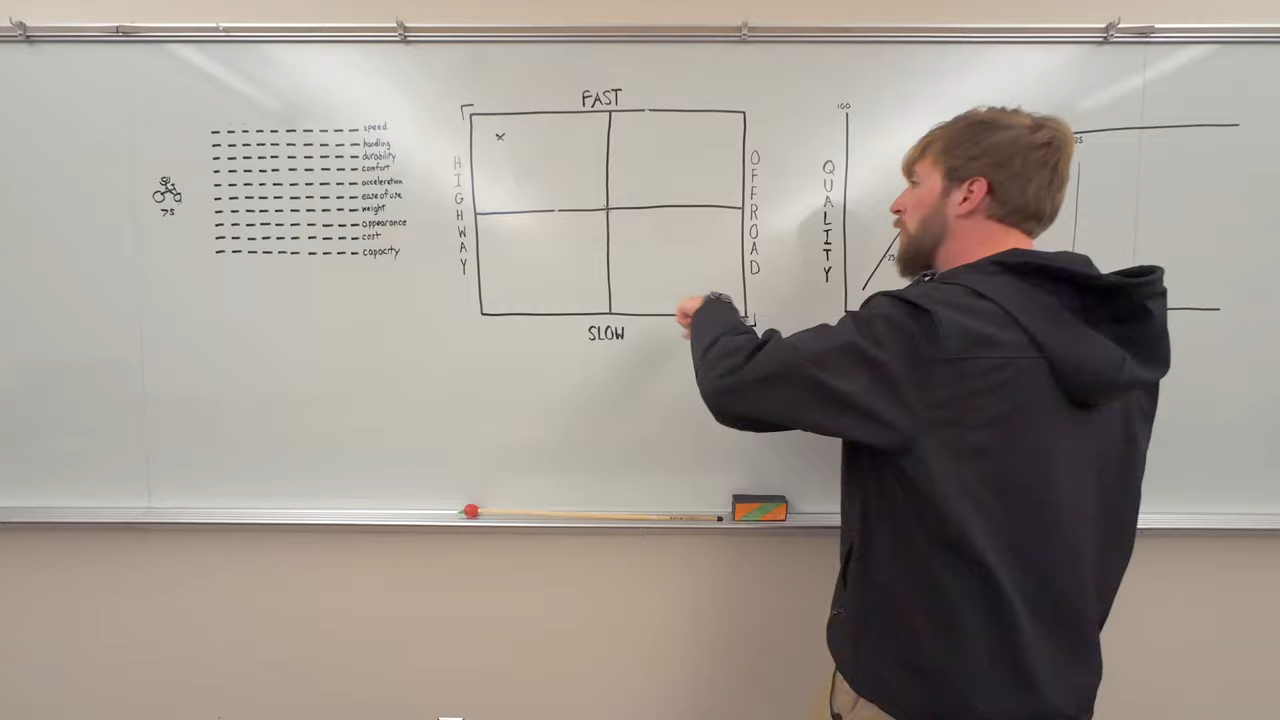 75
speed
handling
durability
comfort
acceleration
ease of use
weight
appearance
cost
capacity
FAST
HIGHWAY
OFFROAD
SLOW
QUALITY
100
25